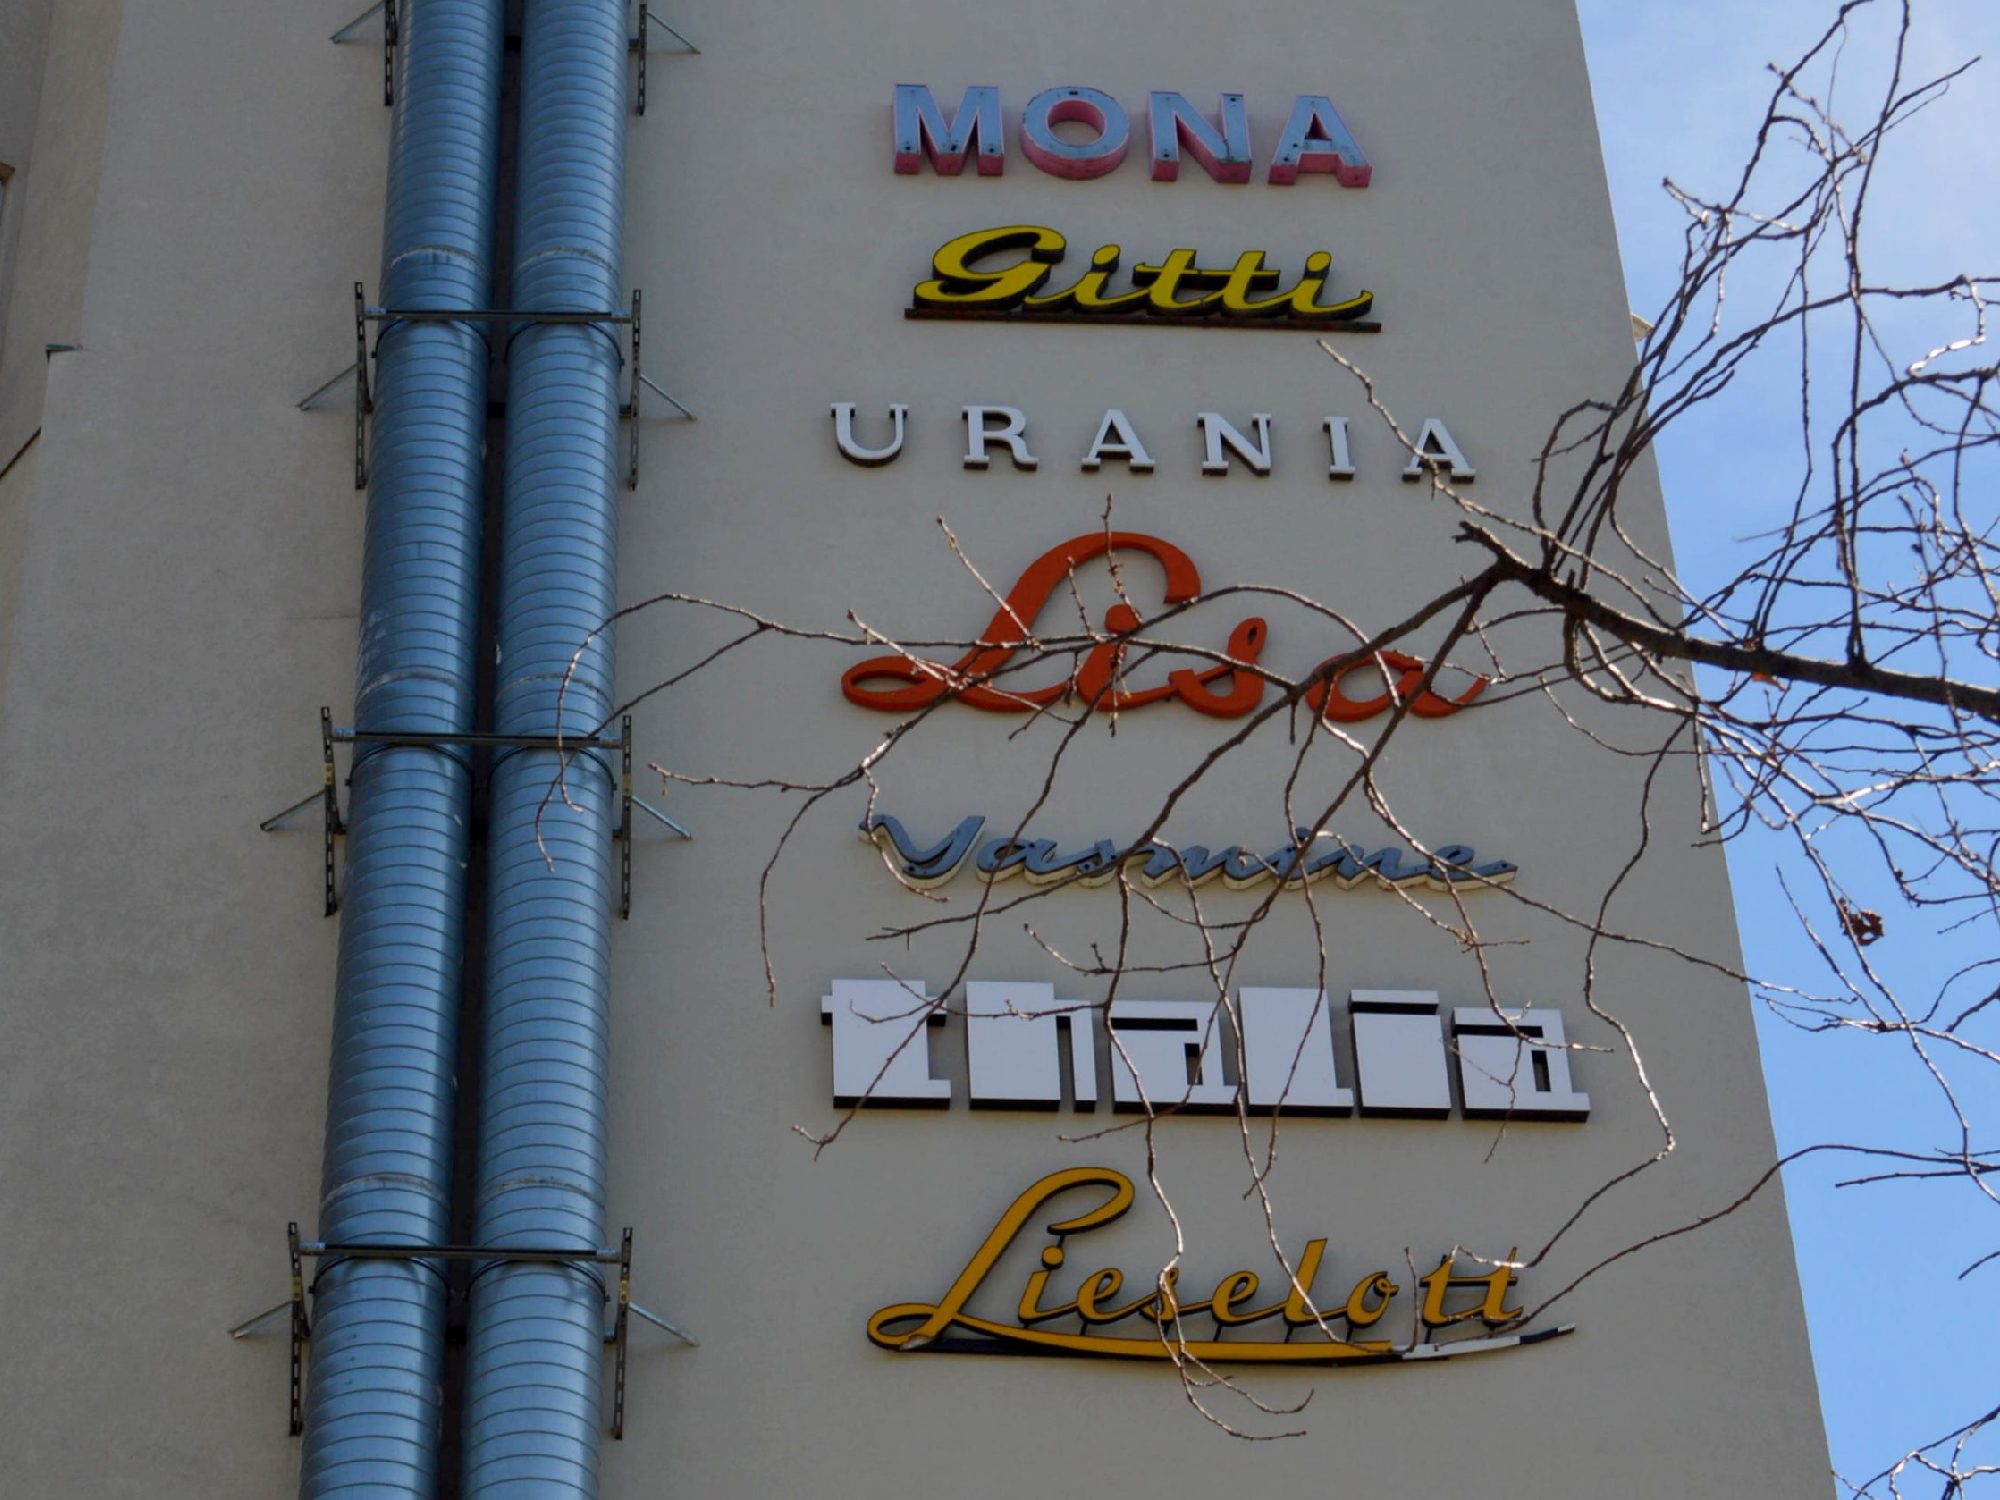 MONA
Gitti
URANIA
Lisa
Yasmine
thalia
Lieselott